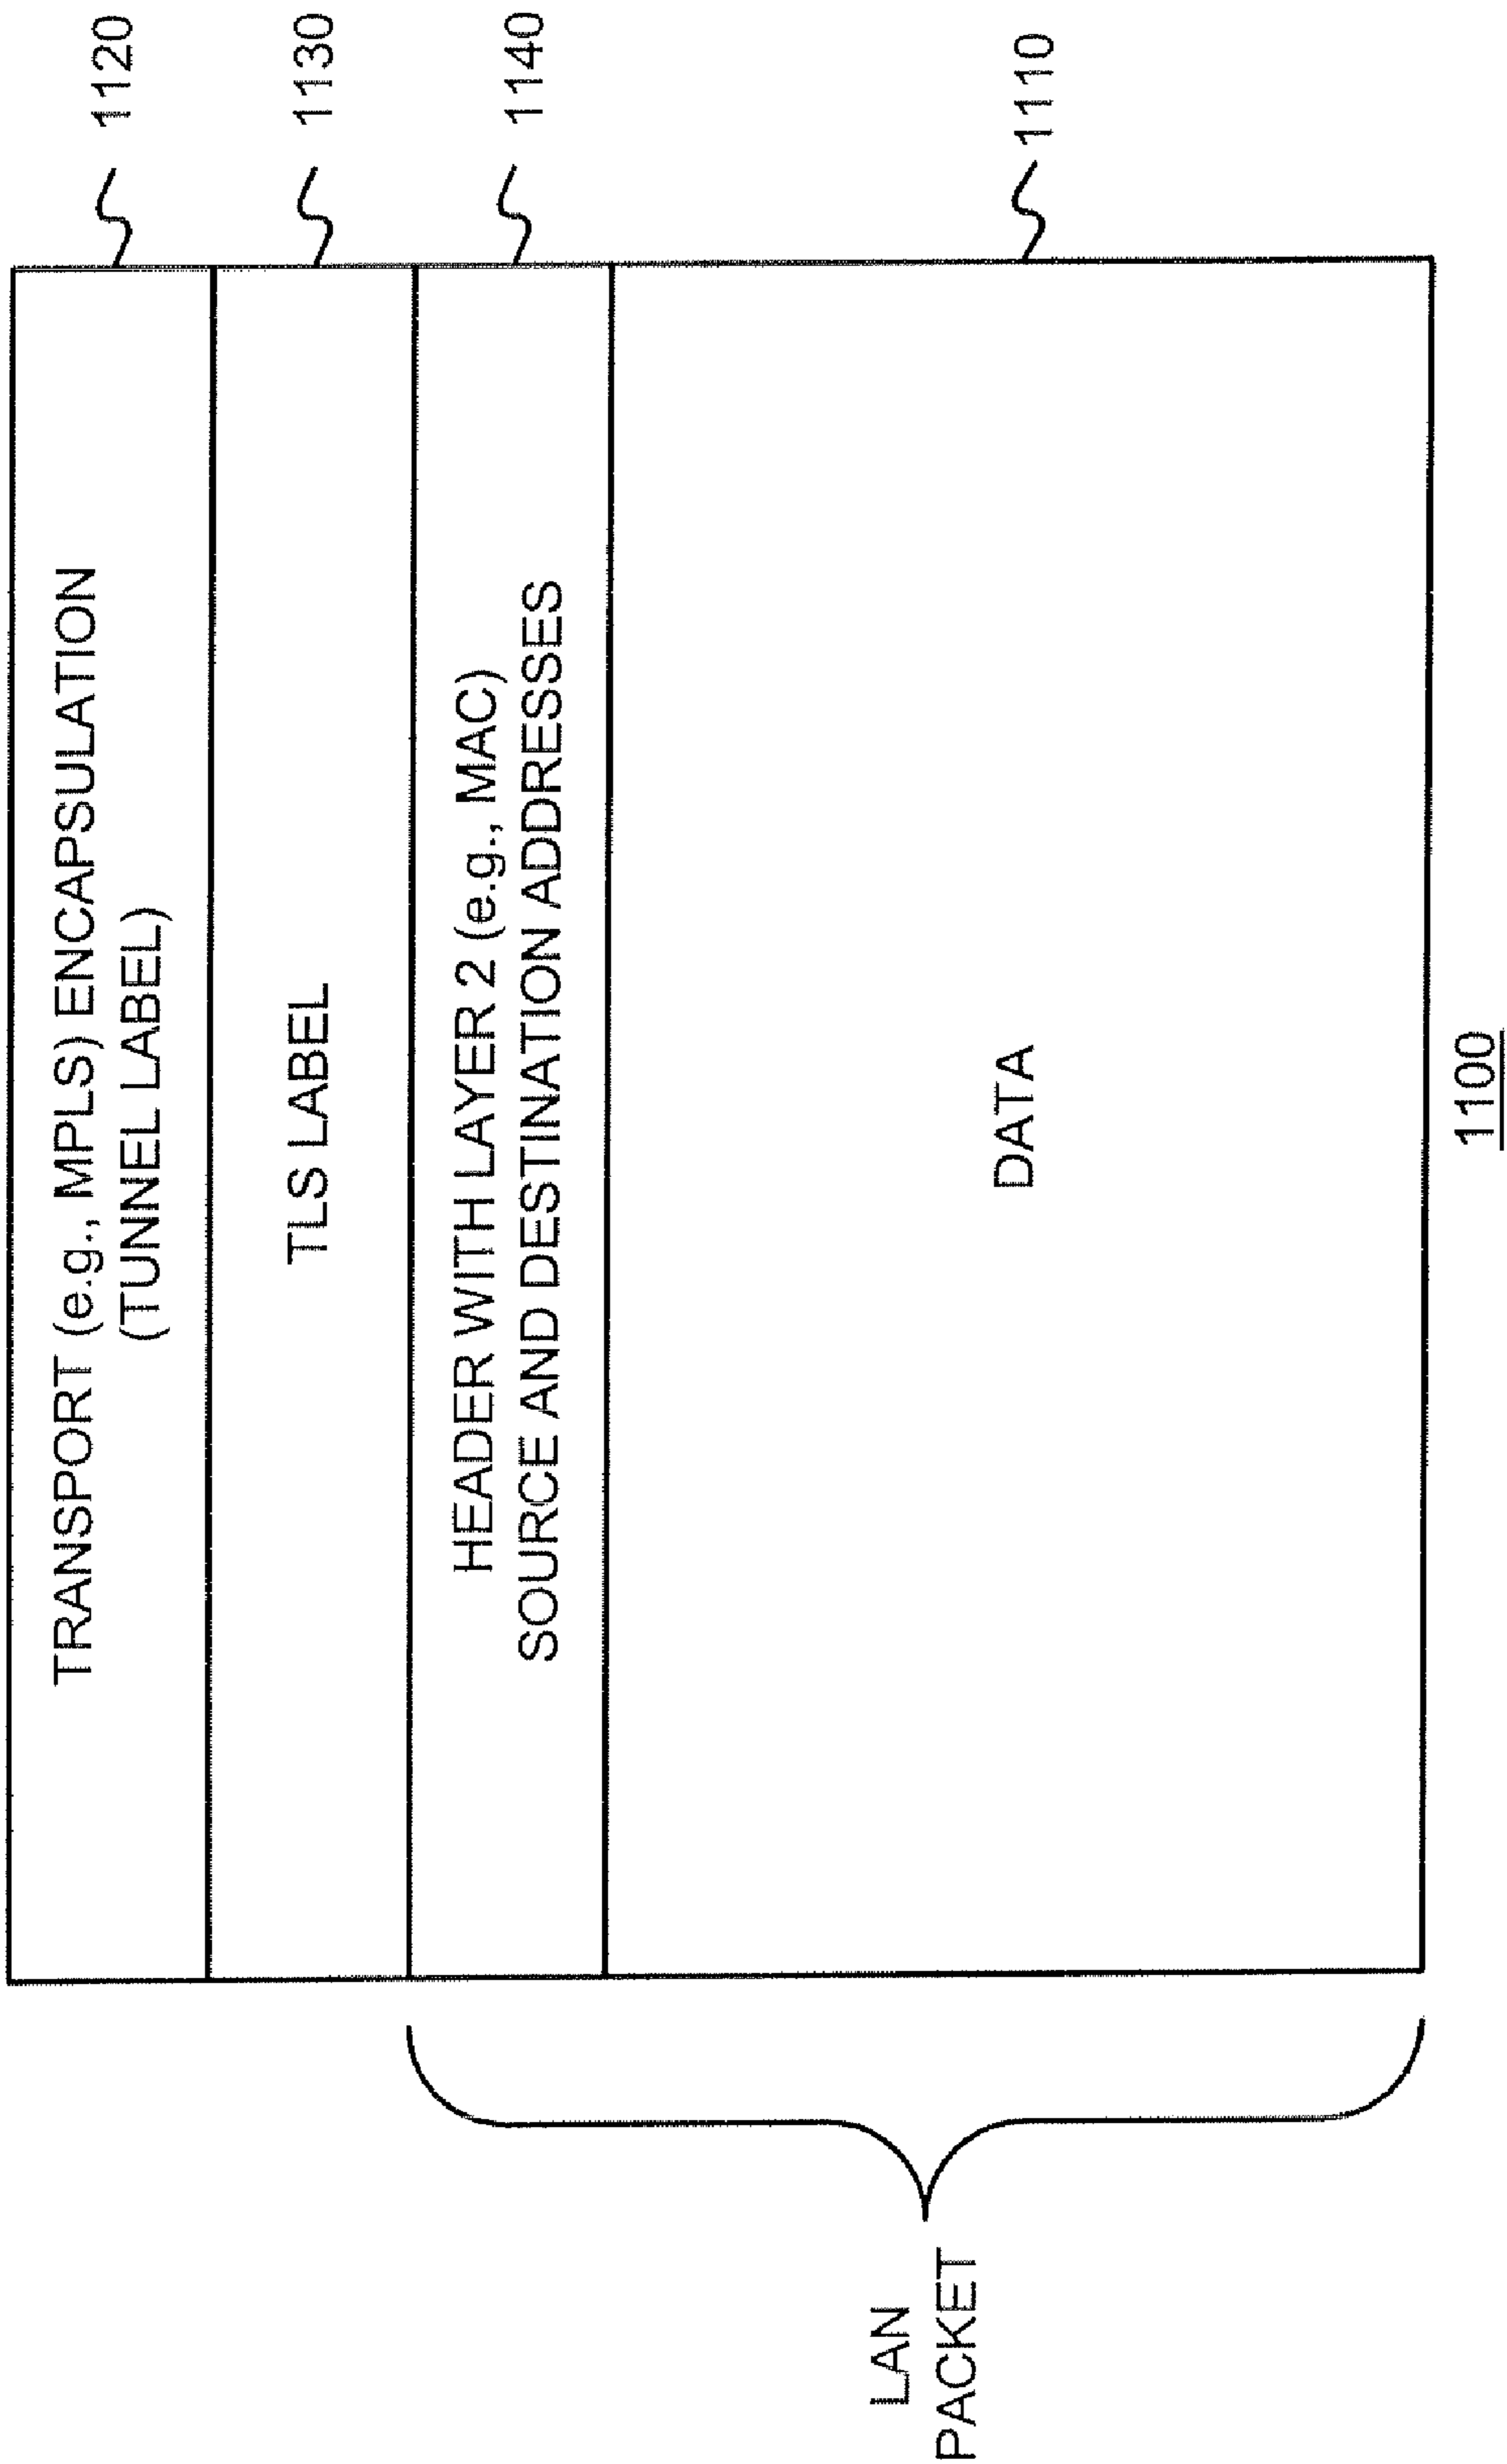 TRANSPORT (e.g., MPLS) ENCAPSULATION
(TUNNEL LABEL)
1120
TLS LABEL
1130
HEADER WITH LAYER 2 (e.g., MAC)
SOURCE AND DESTINATION ADDRESSES
1140
DATA
1110
LAN
PACKET
1100